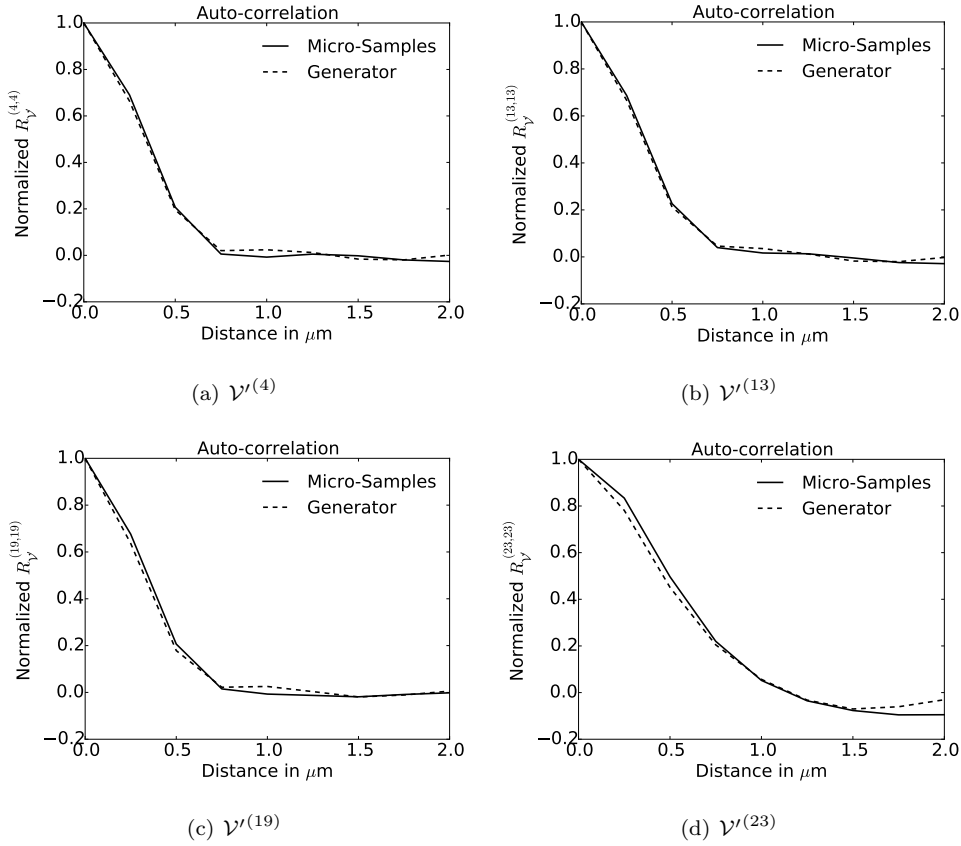 Auto-correlation
Normalized R_𝒱′^(4,4)
1.0
0.8
0.6
0.4
0.2
0.0
−0.2
Micro-Samples
Generator
0.0 0.5 1.0 1.5 2.0
Distance in μm
(a) 𝒱′^(4)
Auto-correlation
Normalized R_𝒱′^(13,13)
1.0
0.8
0.6
0.4
0.2
0.0
−0.2
Micro-Samples
Generator
0.0 0.5 1.0 1.5 2.0
Distance in μm
(b) 𝒱′^(13)
Auto-correlation
Normalized R_𝒱′^(19,19)
1.0
0.8
0.6
0.4
0.2
0.0
−0.2
Micro-Samples
Generator
0.0 0.5 1.0 1.5 2.0
Distance in μm
(c) 𝒱′^(19)
Auto-correlation
Normalized R_𝒱′^(23,23)
1.0
0.8
0.6
0.4
0.2
0.0
−0.2
Micro-Samples
Generator
0.0 0.5 1.0 1.5 2.0
Distance in μm
(d) 𝒱′^(23)